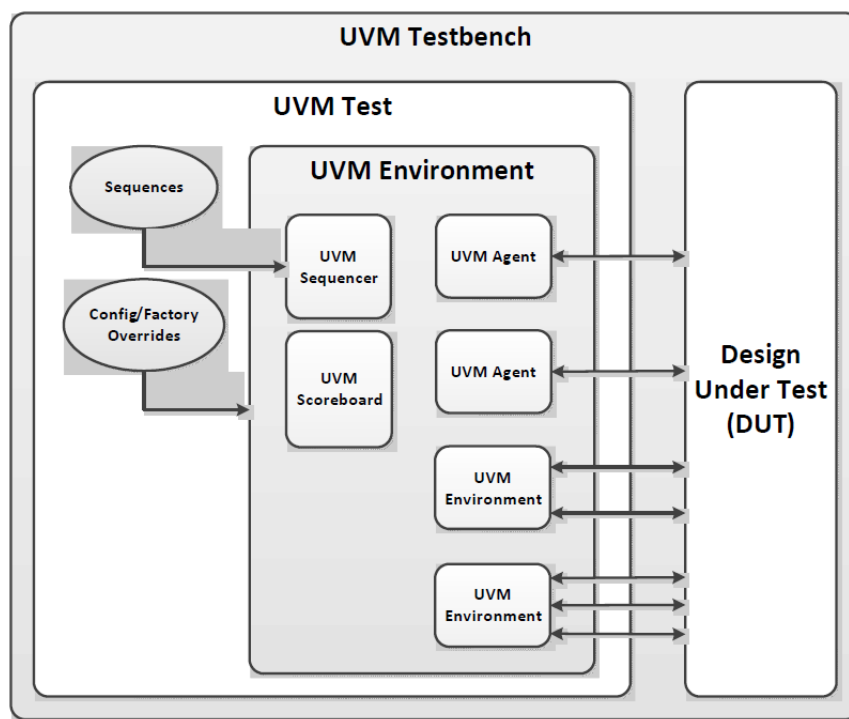 UVM Testbench
UVM Test
Sequences
Config/Factory
Overrides
UVM Environment
UVM
Sequencer
UVM Agent
UVM
Scoreboard
UVM Agent
UVM
Environment
UVM
Environment
Design
Under Test
(DUT)